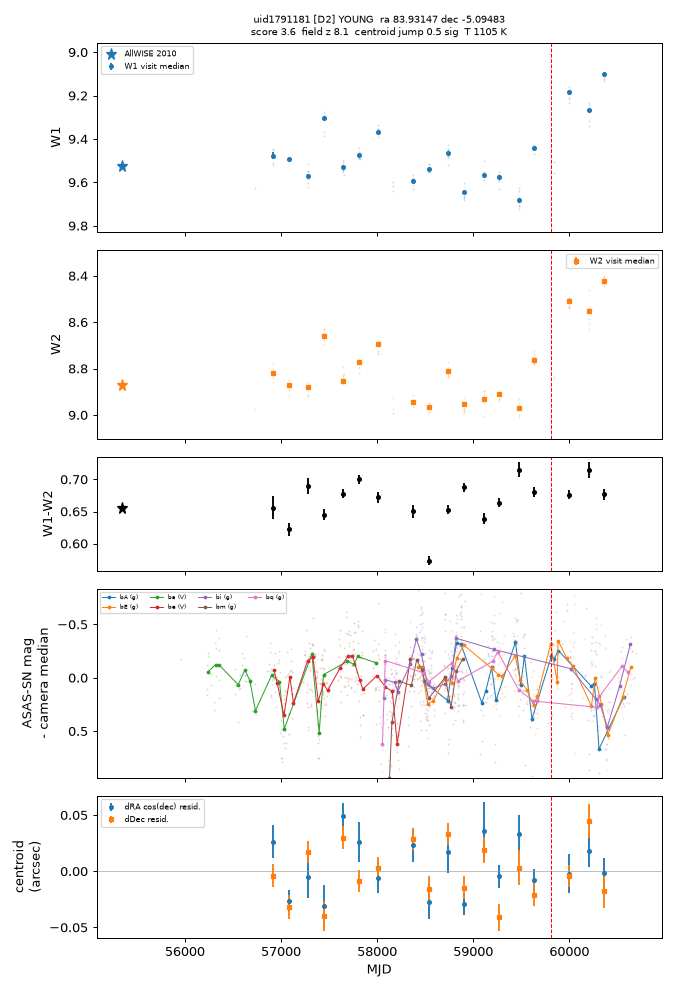 uid1791181 [D2] YOUNG ra 83.93147 dec -5.09483
score 3.6 field z 8.1 centroid jump 0.5 sig T 1105 K
9.0
9.2
9.4
9.6
9.8
W1
AllWISE 2010
W1 visit median
8.4
8.6
8.8
9.0
W2
W2 visit median
0.70
0.65
0.60
W1-W2
−0.5
0.0
0.5
ASAS-SN mag
- camera median
bA (g)
bE (g)
ba (V)
be (V)
bi (g)
bm (g)
bq (g)
0.05
0.00
−0.05
centroid
(arcsec)
dRA cos(dec) resid.
dDec resid.
56000
57000
58000
59000
60000
MJD